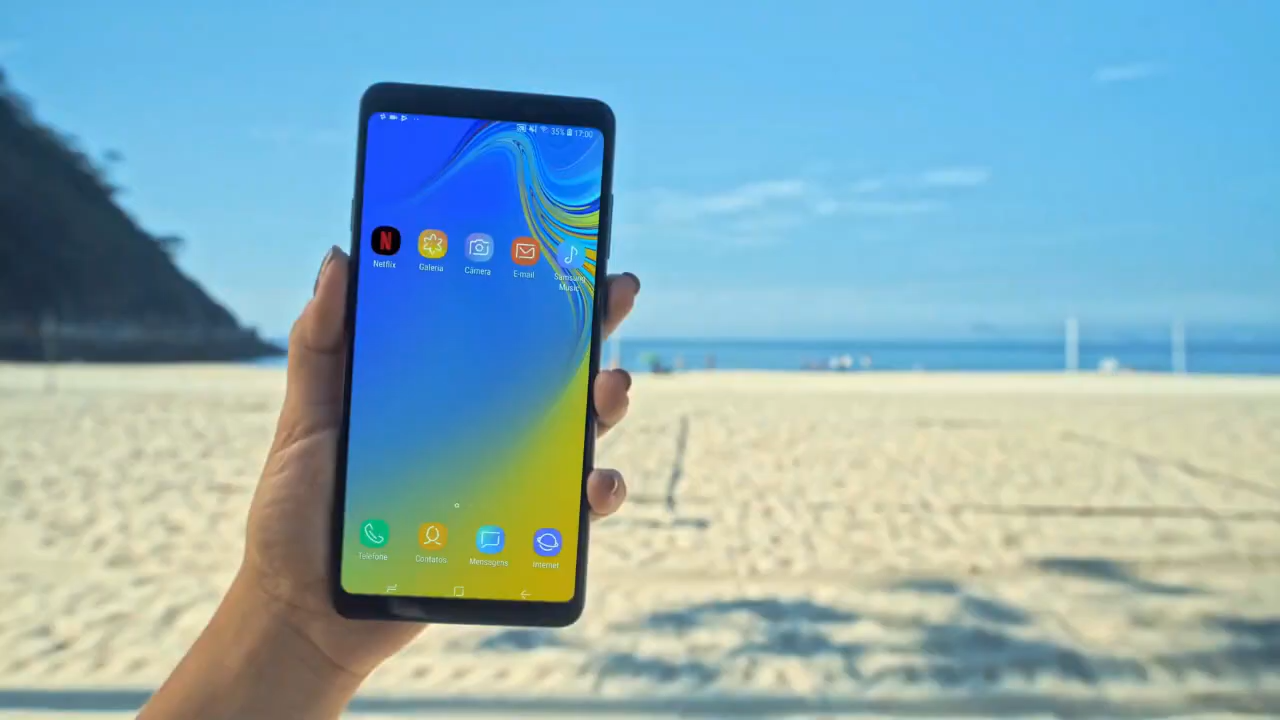 35% 17:00
N
Netflix
Galeria
Câmera
E-mail
Samsung
Music
Telefone
Contatos
Mensagens
Internet